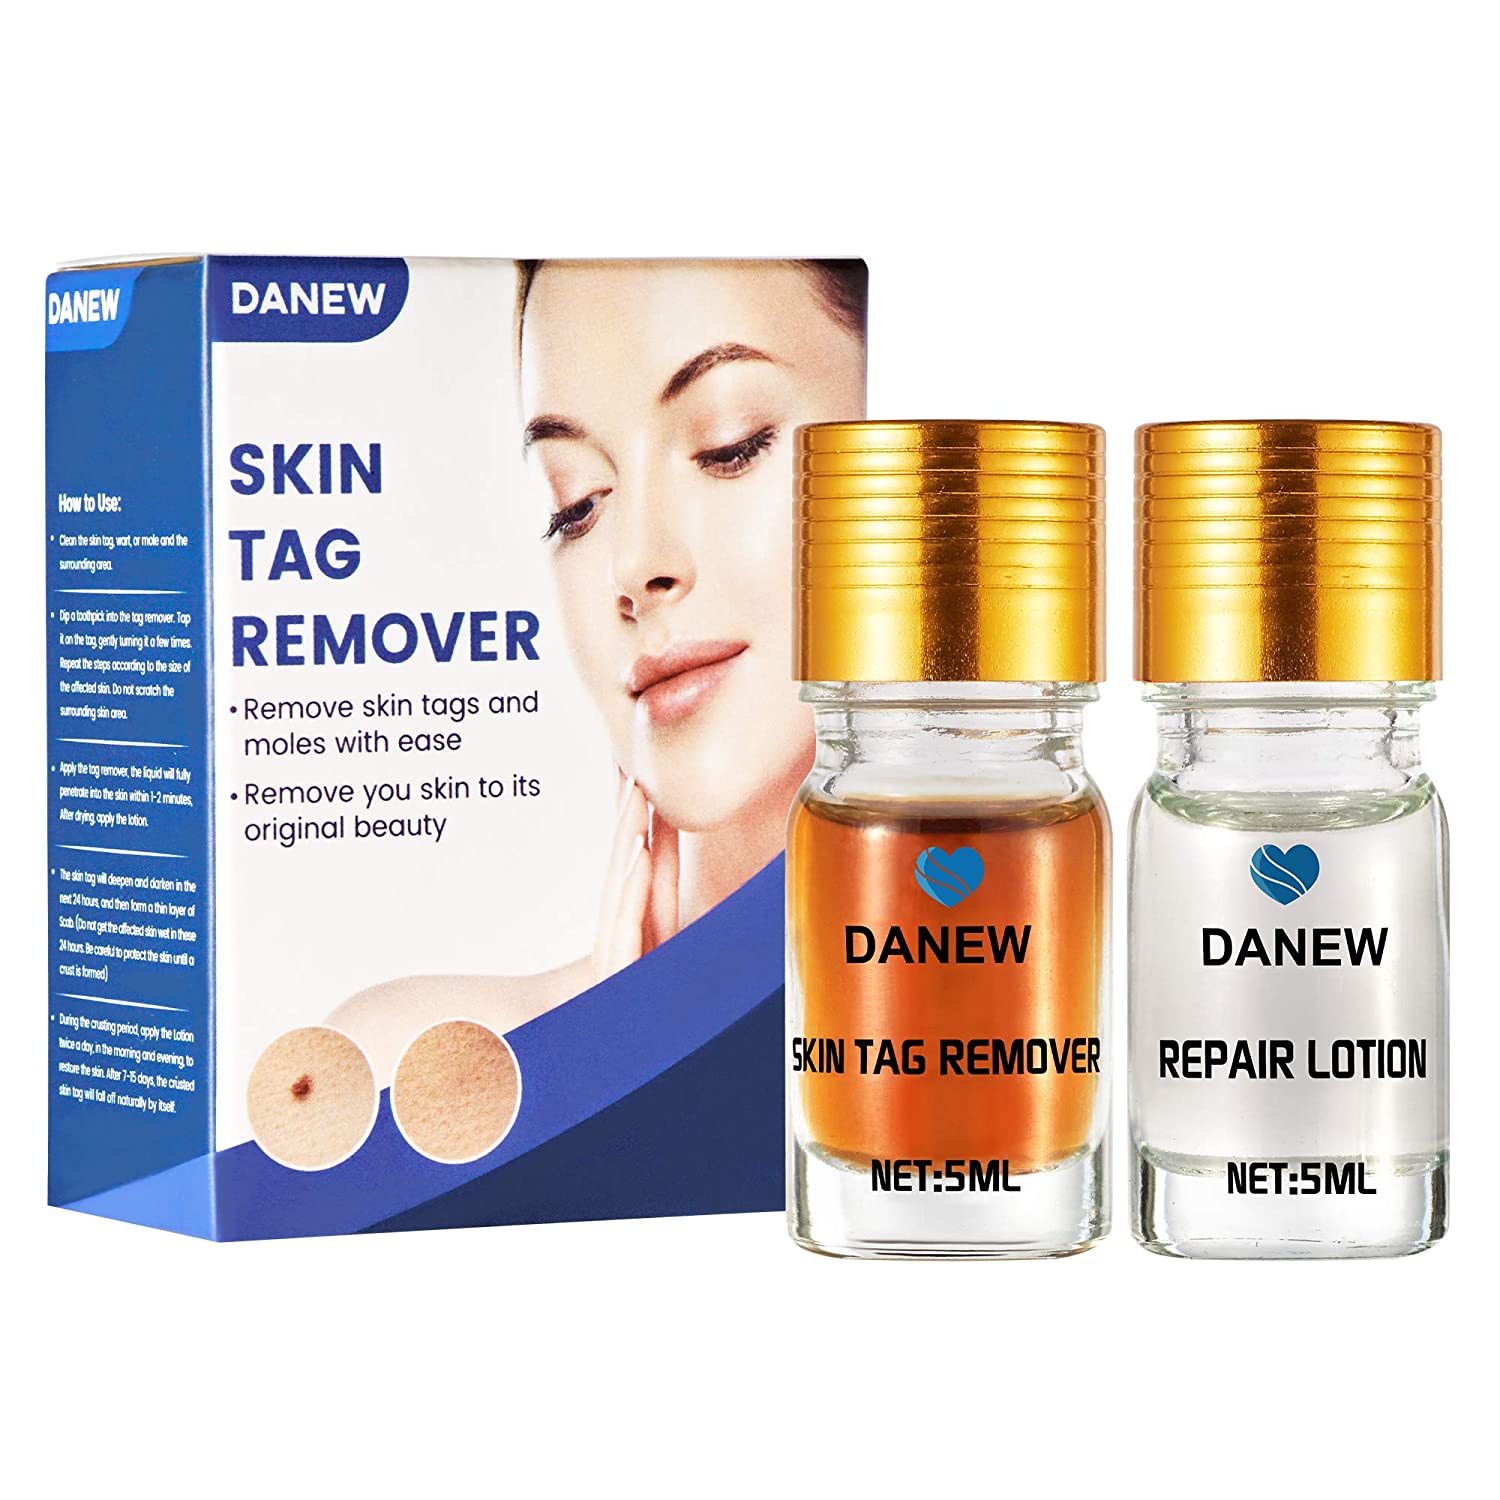 DANEW
How to Use:
• Clean the skin tag, wart, or mole and the
surrounding area.
• Dip a toothpick into the tag remover. Tap
it on the tag, gently turning it a few times.
Repeat the steps according to the size of
the affected skin. Do not scratch the
surrounding skin area.
• Apply the tag remover, the liquid will fully
penetrate into the skin within 1-2 minutes,
After drying, apply the lotion.
• The skin tag will deepen and darken in the
next 24 hours, and then form a thin layer of
Scab. (Do not get the affected skin wet in these
24 hours. Be careful to protect the skin until a
crust is formed)
• During the crusting period, apply the Lotion
twice a day, in the morning and evening, to
restore the skin. After 7-15 days, the crusted
skin tag will fall off naturally by itself.
DANEW
SKIN
TAG
REMOVER
• Remove skin tags and
moles with ease
• Remove you skin to its
original beauty
DANEW
SKIN TAG REMOVER
NET:5ML
DANEW
REPAIR LOTION
NET:5ML